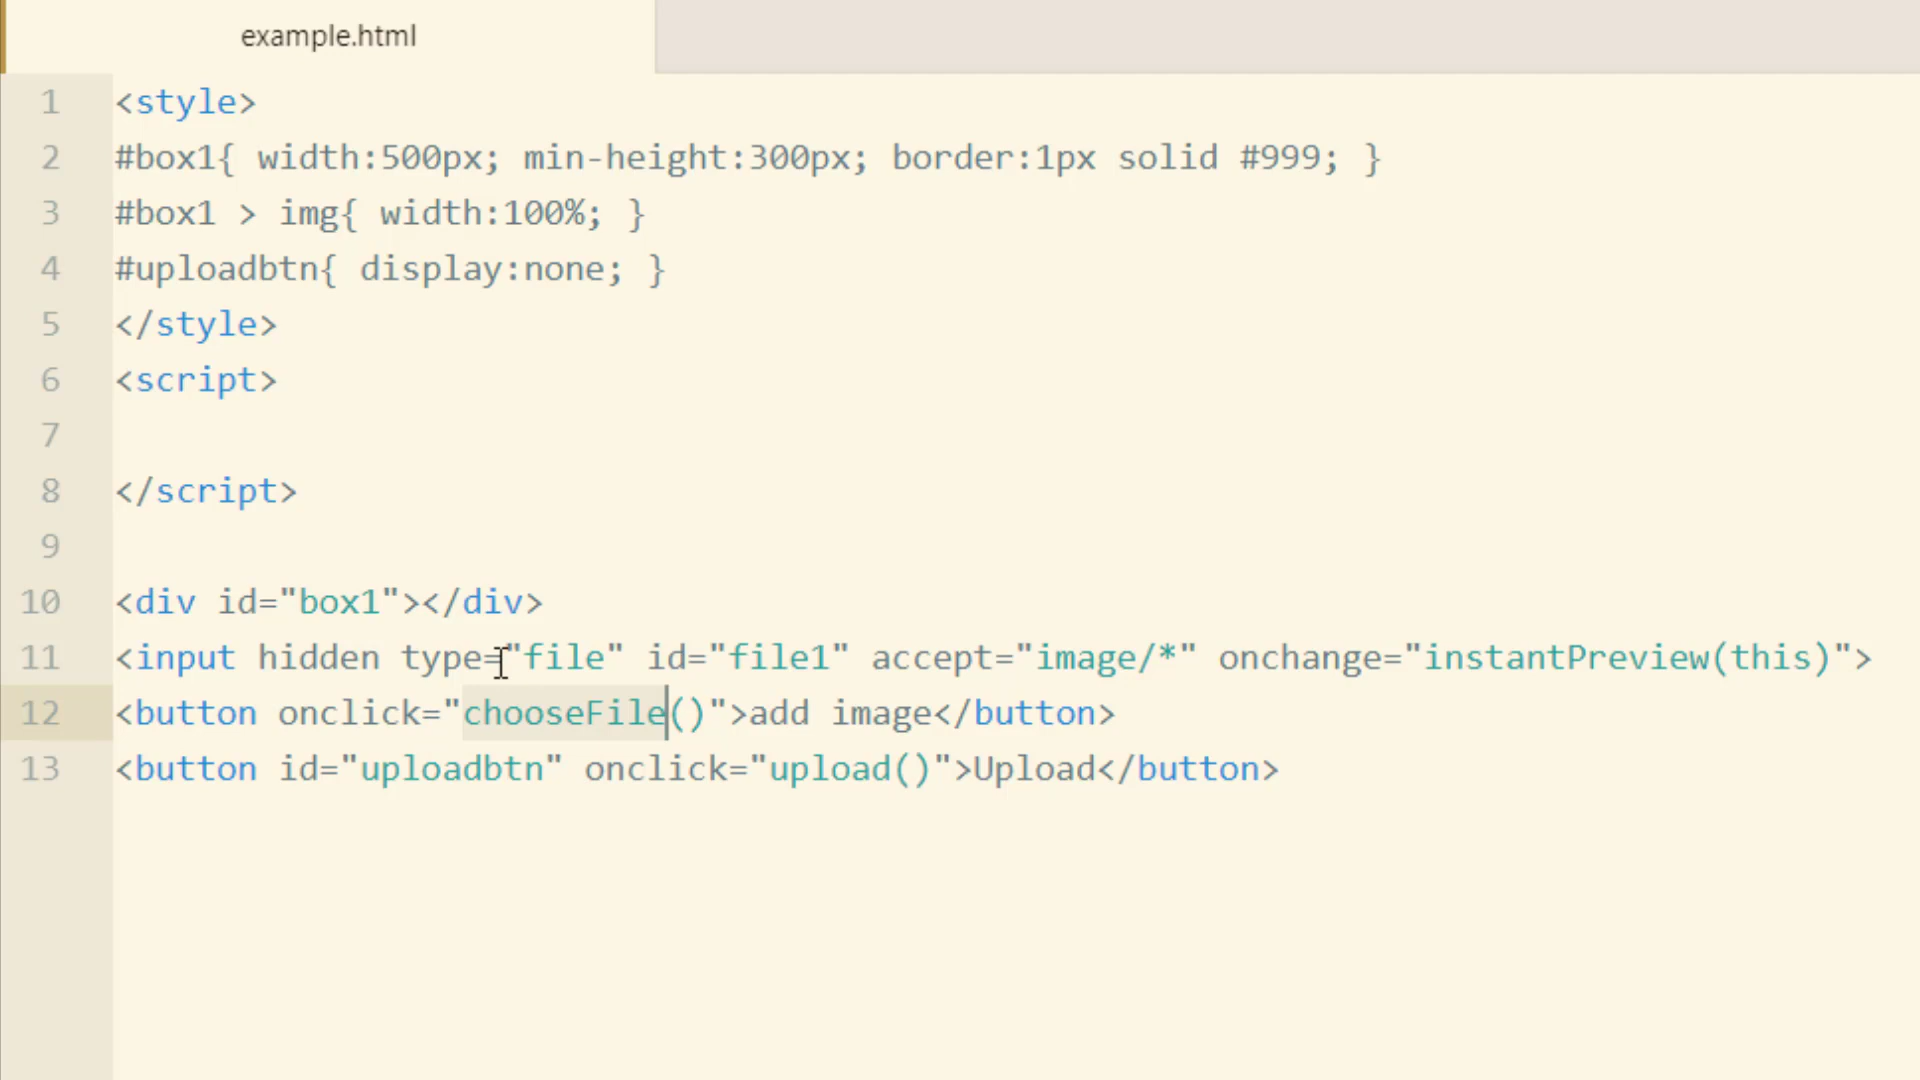 example.html
1 <style>
2 #box1{ width:500px; min-height:300px; border:1px solid #999; }
3 #box1 > img{ width:100%; }
4 #uploadbtn{ display:none; }
5 </style>
6 <script>
7
8 </script>
9
10 <div id="box1"></div>
11 <input hidden type="file" id="file1" accept="image/*" onchange="instantPreview(this)">
12 <button onclick="chooseFile()">add image</button>
13 <button id="uploadbtn" onclick="upload()">Upload</button>